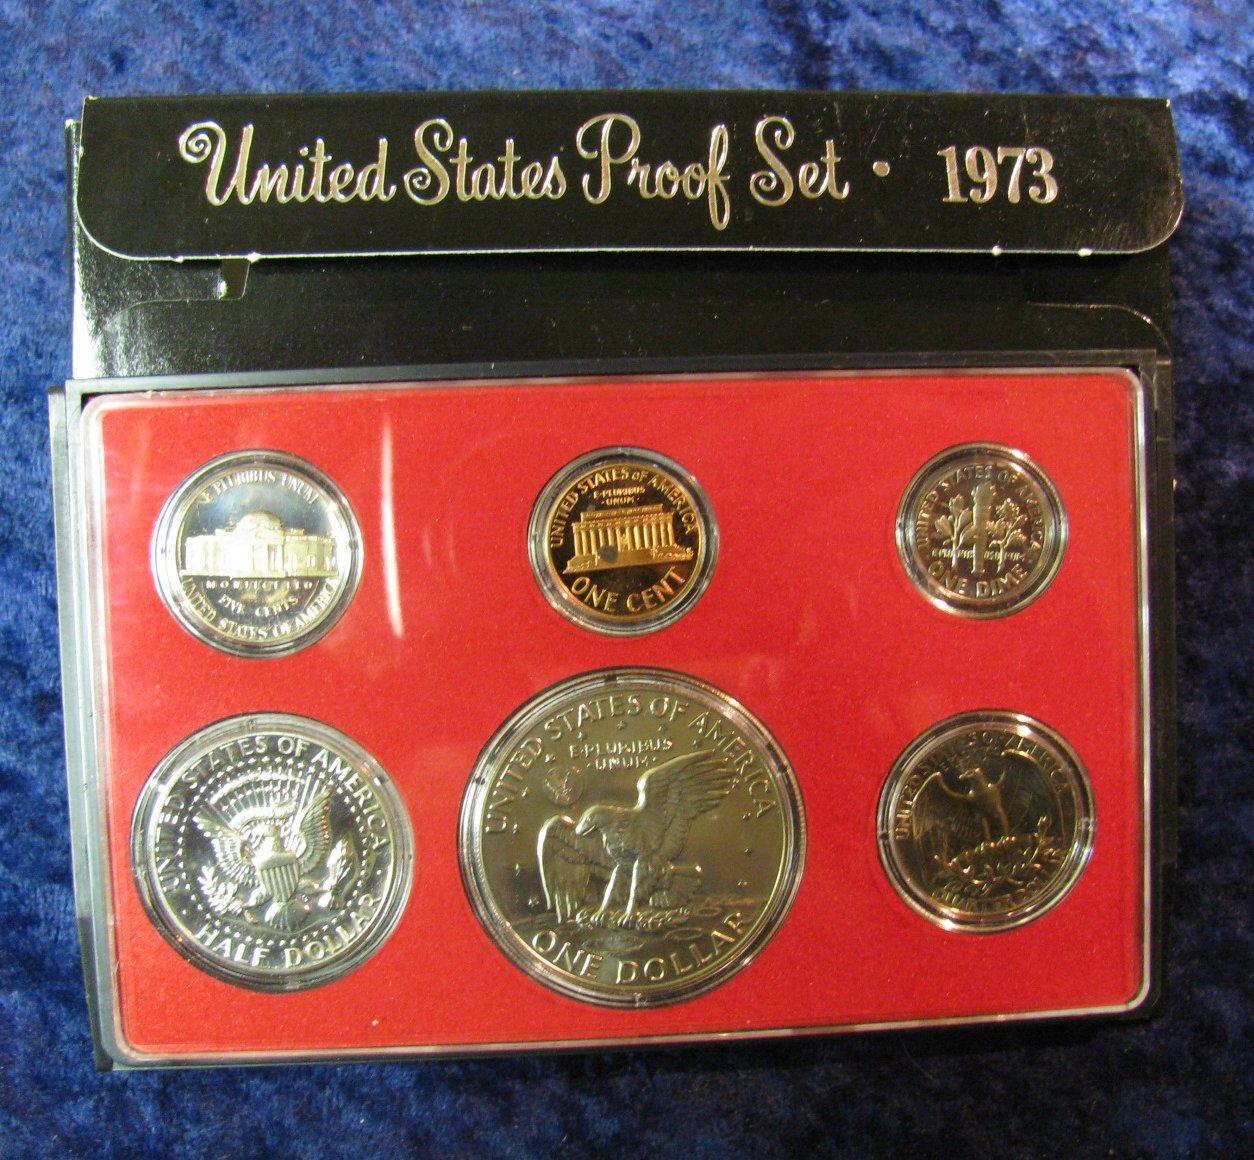 United States Proof Set · 1973
E PLURIBUS UNUM
MONTICELLO
FIVE CENTS
UNITED STATES OF AMERICA
UNITED STATES OF AMERICA
E·PLURIBUS
·UNUM·
ONE CENT
UNITED STATES OF AMERICA
E PLURIBUS UNUM
ONE DIME
UNITED STATES OF AMERICA
HALF DOLLAR
UNITED STATES OF AMERICA
E·PLURIBUS
·UNUM·
ONE DOLLAR
UNITED STATES OF AMERICA
QUARTER DOLLAR